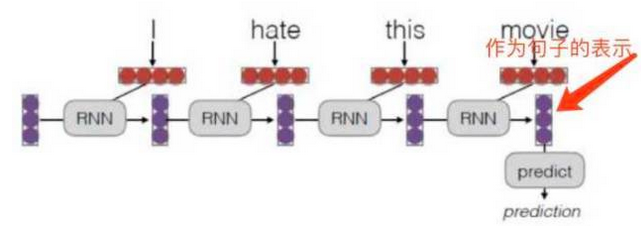 I hate this movie
作为句子的表示
RNN RNN RNN RNN
predict
prediction